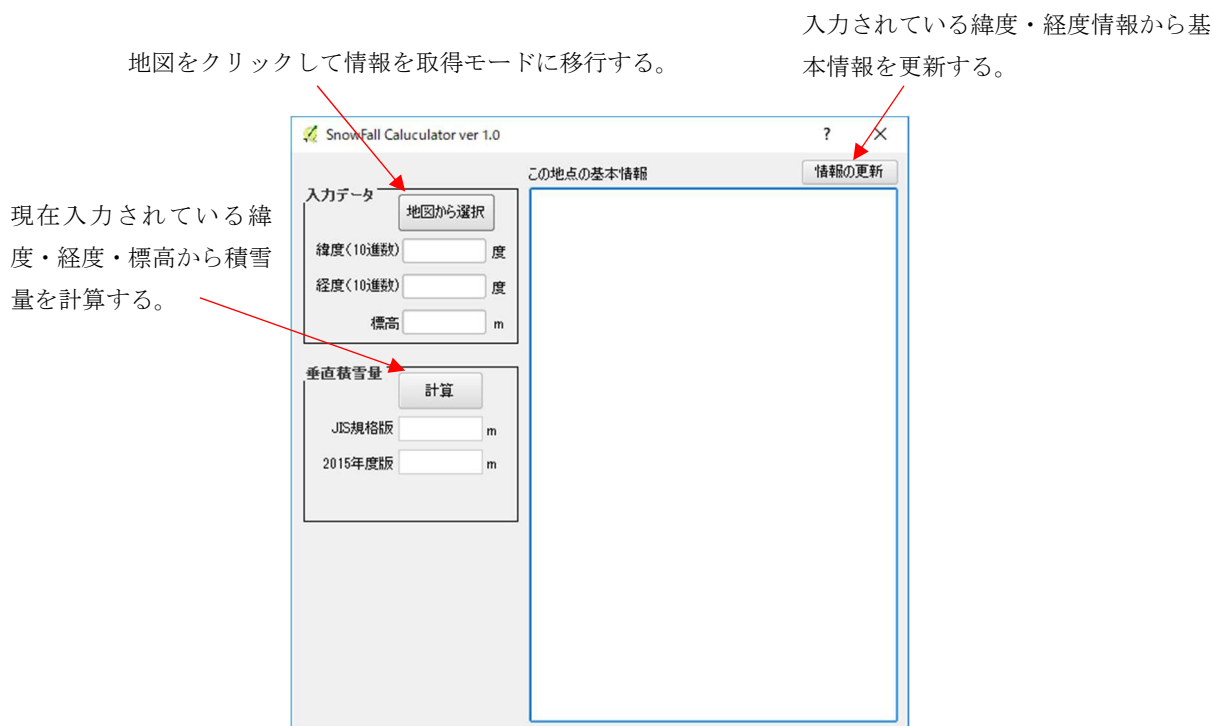 入力されている緯度・経度情報から基
本情報を更新する。
地図をクリックして情報を取得モードに移行する。
SnowFall Caluculator ver 1.0
?
この地点の基本情報
情報の更新
入力データ
地図から選択
現在入力されている緯
度・経度・標高から積雪
量を計算する。
緯度(10進数) 度
経度(10進数) 度
標高 m
垂直積雪量
計算
JIS規格版 m
2015年度版 m